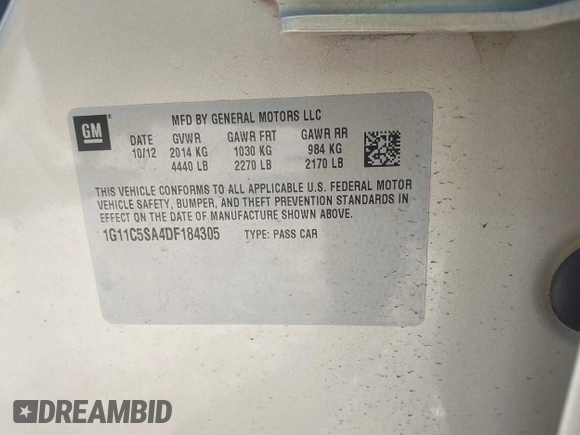 GM
MFD BY GENERAL MOTORS LLC
DATE GVWR GAWR FRT GAWR RR
10/12 2014 KG 1030 KG 984 KG
4440 LB 2270 LB 2170 LB
THIS VEHICLE CONFORMS TO ALL APPLICABLE U.S. FEDERAL MOTOR
VEHICLE SAFETY, BUMPER, AND THEFT PREVENTION STANDARDS IN
EFFECT ON THE DATE OF MANUFACTURE SHOWN ABOVE.
1G11C5SA4DF184305 TYPE: PASS CAR
DREAMBID